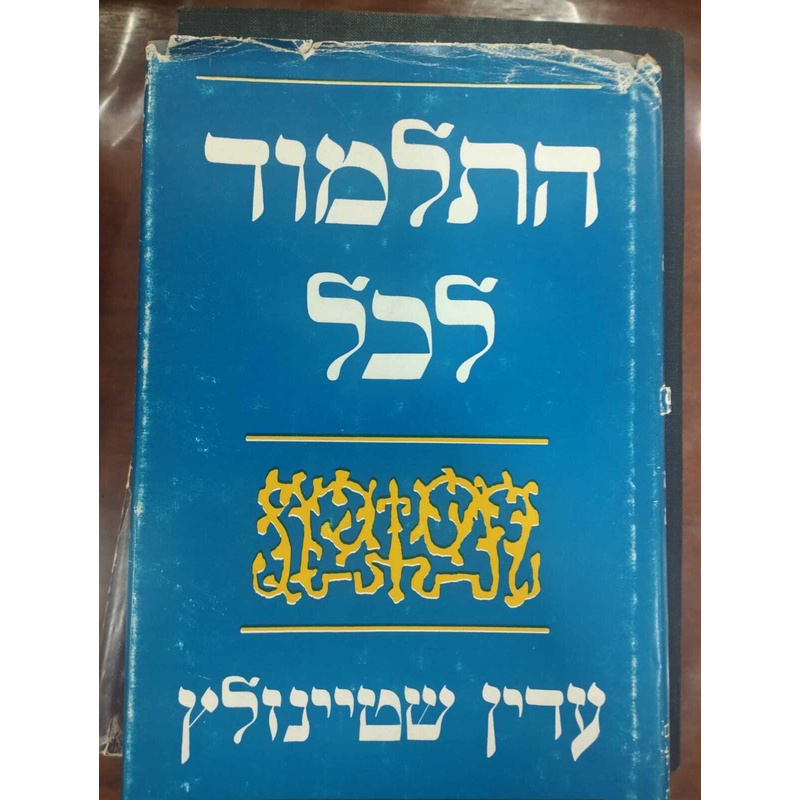 התלמוד
לכל
עדין שטיינזלץ